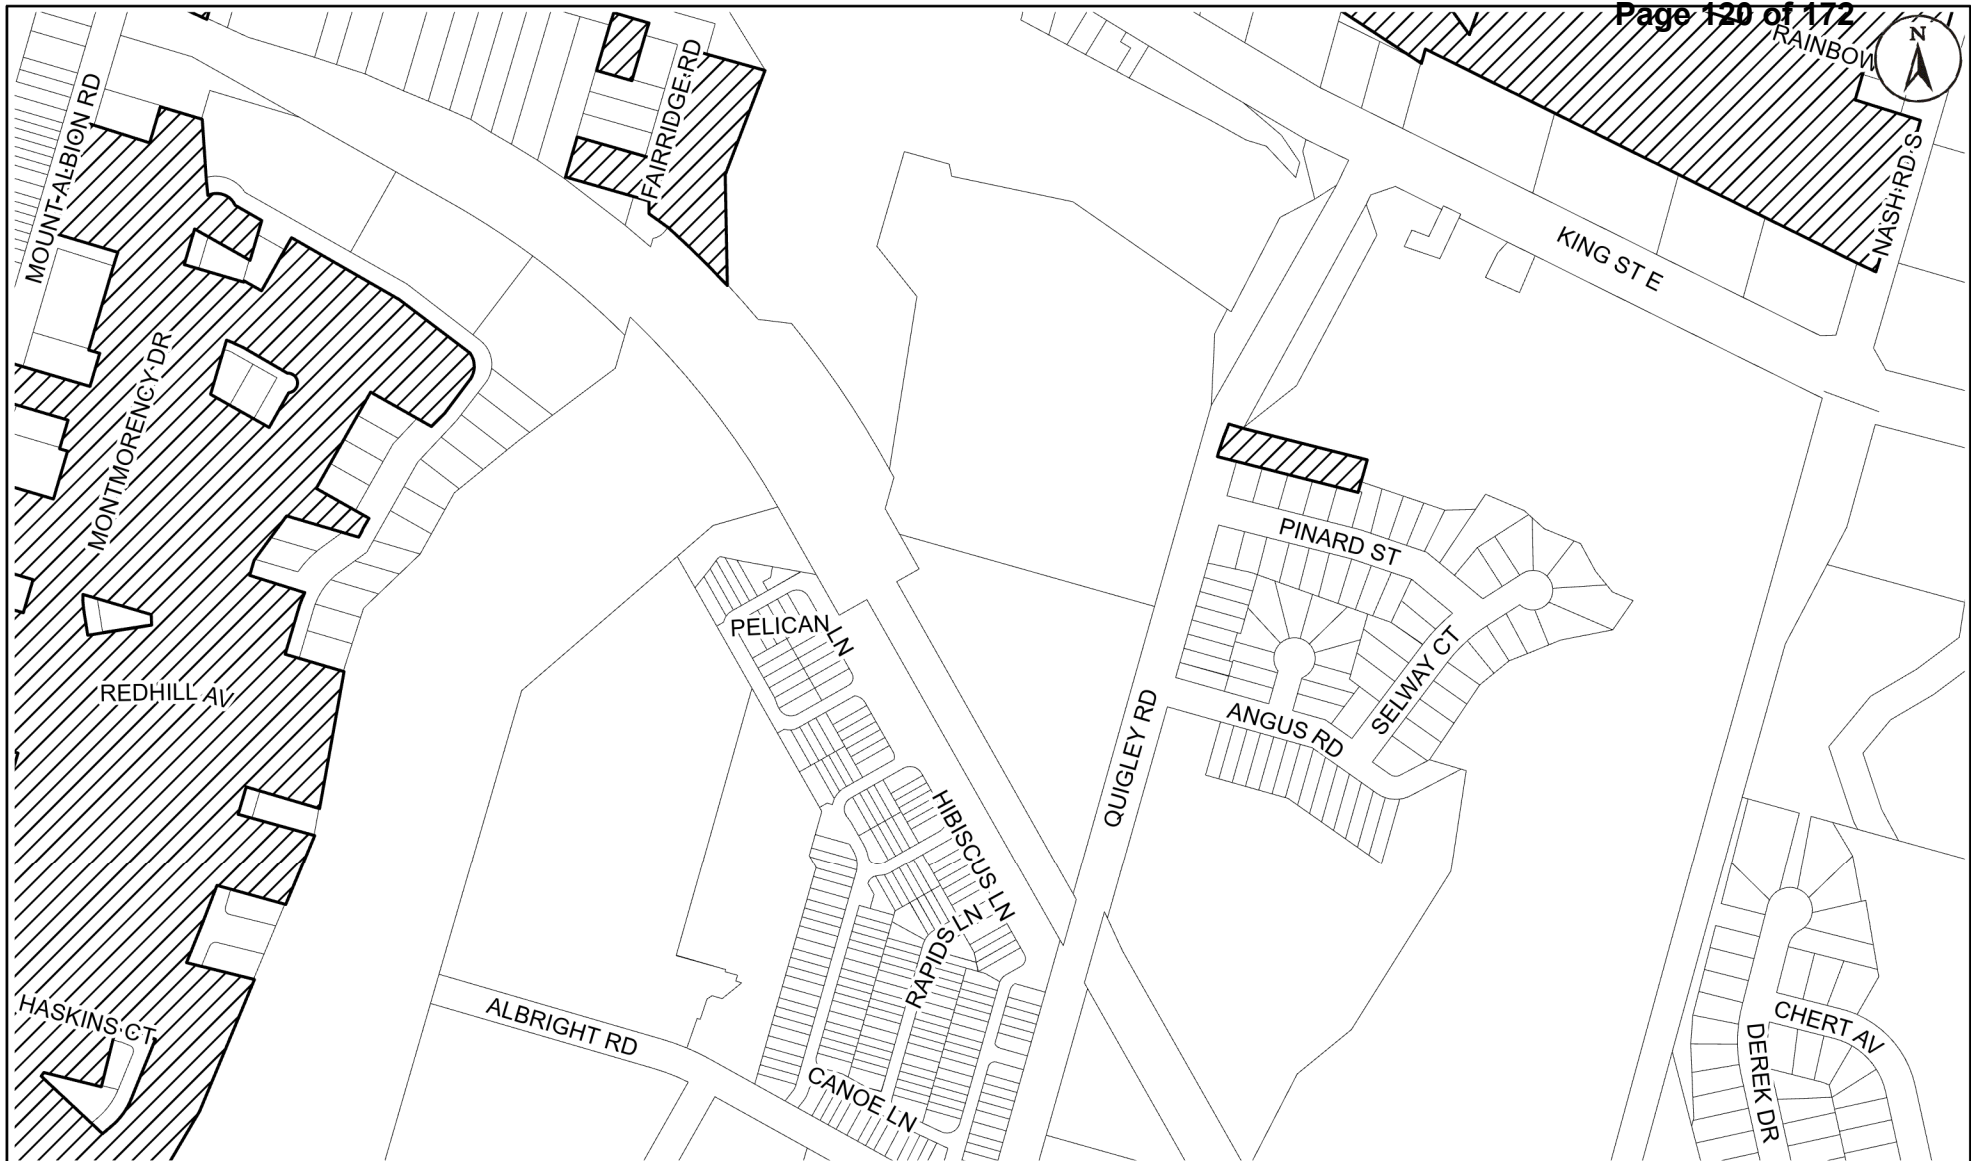 Page 120 of 172
RAINBOW
N
FAIRRIDGE RD
MOUNT ALBION RD
NASH RD S
KING ST E
MONTMORENCY DR
PINARD ST
PELICAN LN
SELWAY CT
REDHILL AV
ANGUS RD
QUIGLEY RD
HIBISCUS LN
RAPIDS LN
HASKINS CT
ALBRIGHT RD
CHERT AV
DEREK DR
CANOE LN